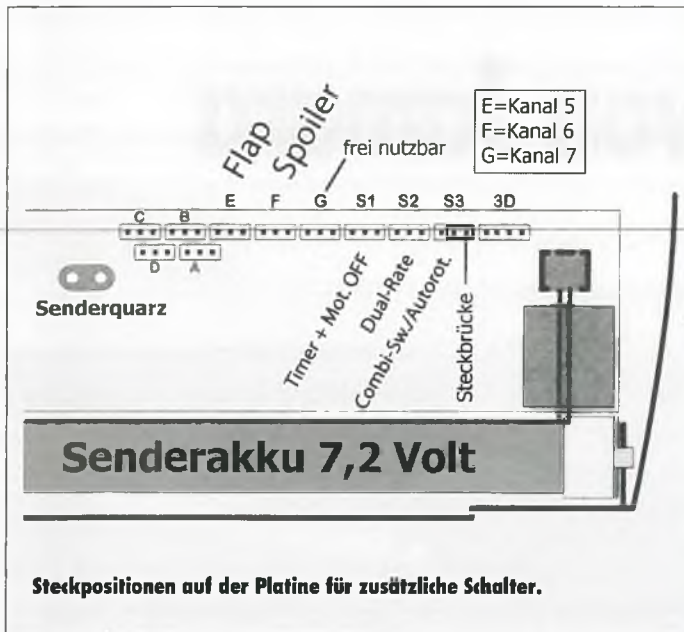 Flap
Spoiler
frei nutzbar
E=Kanal 5
F=Kanal 6
G=Kanal 7
C B E F G S1 S2 S3 3D
D A
Senderquarz
Timer + Mot. OFF
Dual-Rate
Combi-Sw./Autorot.
Steckbrücke
Senderakku 7,2 Volt
Steckpositionen auf der Platine für zusätzliche Schalter.